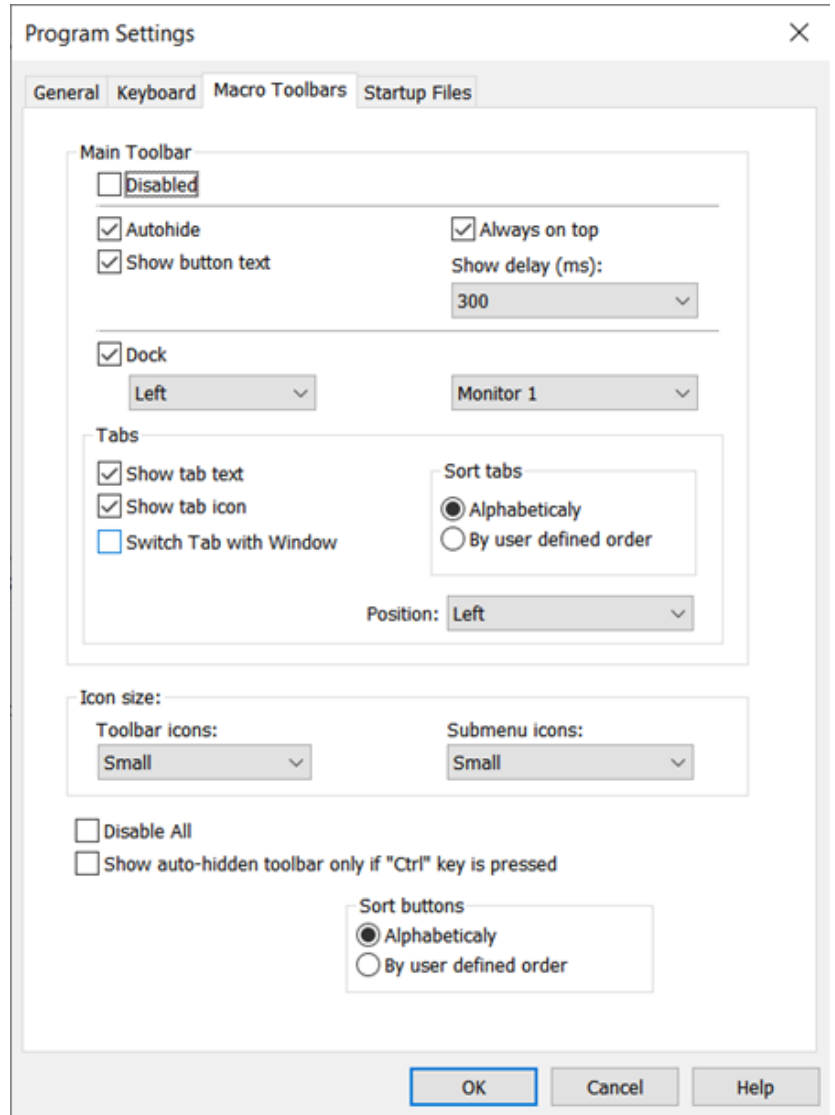 Program Settings
General Keyboard Macro Toolbars Startup Files
Main Toolbar
Disabled
Autohide
Always on top
Show button text
Show delay (ms):
300
Dock
Left
Monitor 1
Tabs
Show tab text
Sort tabs
Show tab icon
Alphabeticaly
Switch Tab with Window
By user defined order
Position: Left
Icon size:
Toolbar icons:
Submenu icons:
Small
Small
Disable All
Show auto-hidden toolbar only if "Ctrl" key is pressed
Sort buttons
Alphabeticaly
By user defined order
OK Cancel Help